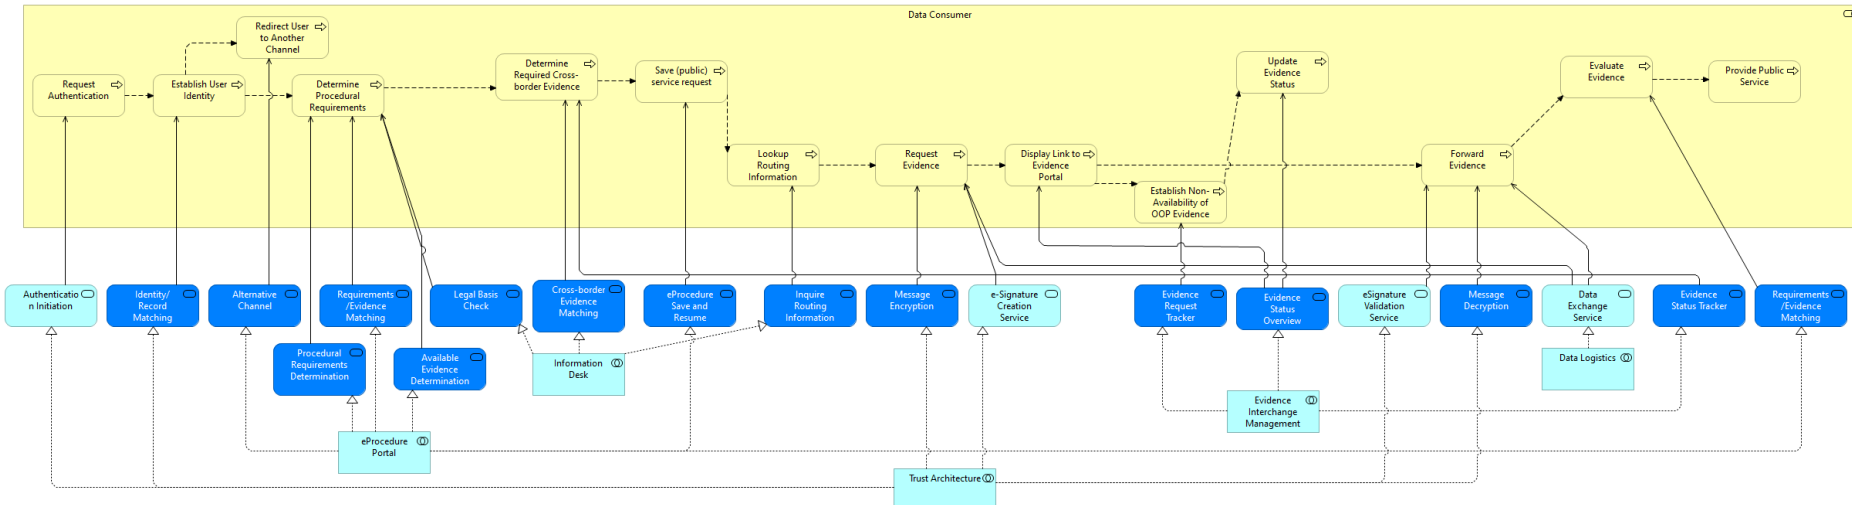 Data Consumer
Redirect User
to Another
Channel
Request
Authentication
Establish User
Identity
Determine
Procedural
Requirements
Determine
Required Cross-
border Evidence
Save (public)
service request
Update
Evidence
Status
Evaluate
Evidence
Provide Public
Service
Lookup
Routing
Information
Request
Evidence
Display Link to
Evidence
Portal
Establish Non-
Availability of
OOP Evidence
Forward
Evidence
Authenticatio
n Initiation
Identity/
Record
Matching
Alternative
Channel
Requirements
/Evidence
Matching
Legal Basis
Check
Cross-border
Evidence
Matching
eProcedure
Save and
Resume
Inquire
Routing
Information
Message
Encryption
e-Signature
Creation
Service
Evidence
Request
Tracker
Evidence
Status
Overview
eSignature
Validation
Service
Message
Decryption
Data
Exchange
Service
Evidence
Status Tracker
Requirements
/Evidence
Matching
Procedural
Requirements
Determination
Available
Evidence
Determination
Information
Desk
Data Logistics
Evidence
Interchange
Management
eProcedure
Portal
Trust Architecture